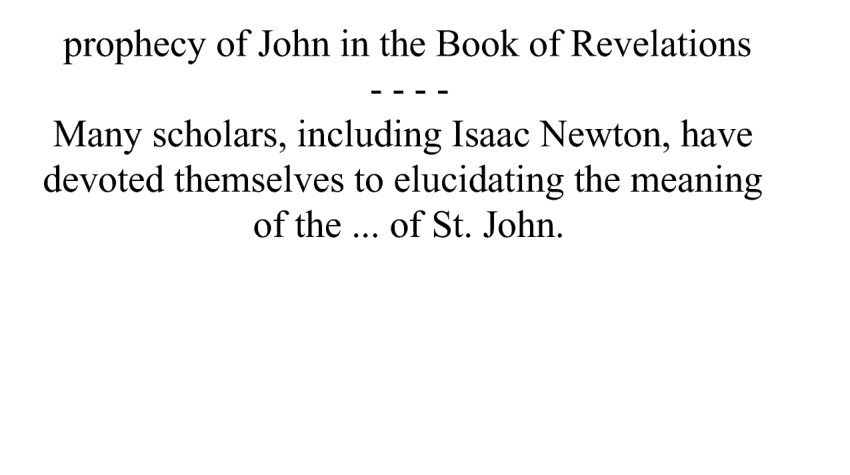 prophecy of John in the Book of Revelations
- - - -
Many scholars, including Isaac Newton, have
devoted themselves to elucidating the meaning
of the ... of St. John.